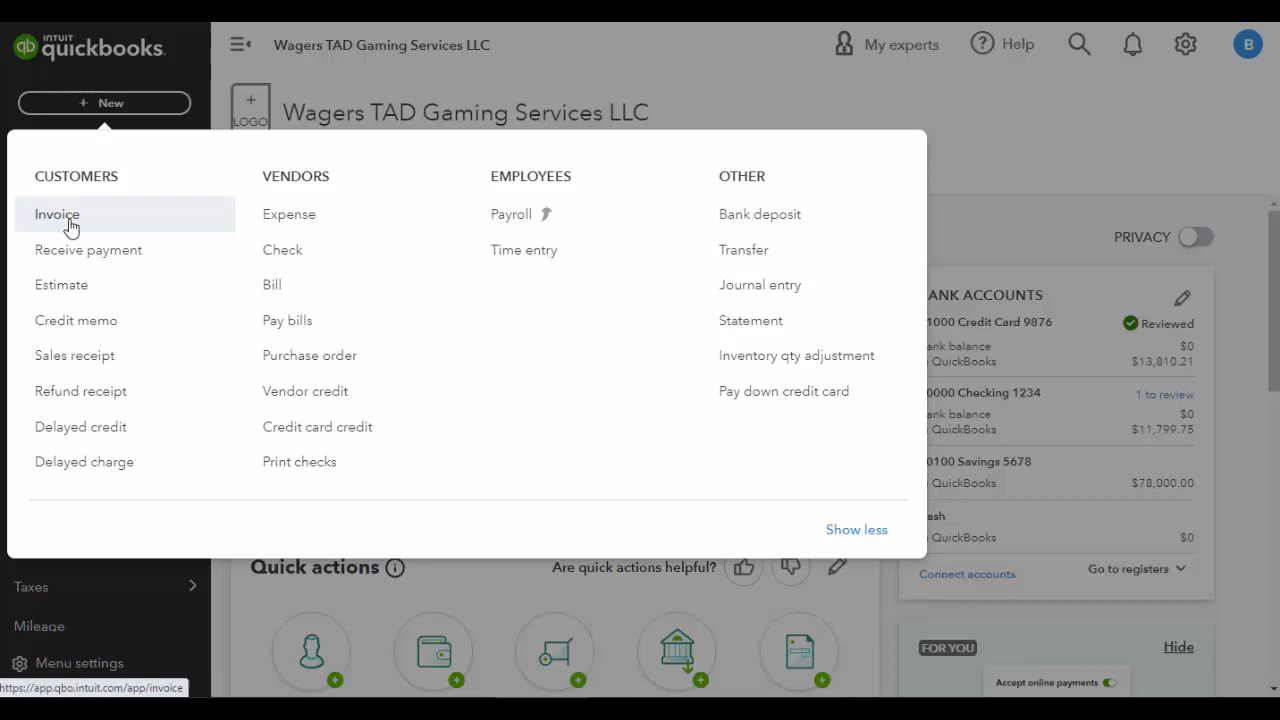 INTUIT
quickbooks.
Wagers TAD Gaming Services LLC
My experts
Help
B
+ New
+
LOGO
Wagers TAD Gaming Services LLC
CUSTOMERS
Invoice
Receive payment
Estimate
Credit memo
Sales receipt
Refund receipt
Delayed credit
Delayed charge
VENDORS
Expense
Check
Bill
Pay bills
Purchase order
Vendor credit
Credit card credit
Print checks
EMPLOYEES
Payroll
Time entry
OTHER
Bank deposit
Transfer
Journal entry
Statement
Inventory qty adjustment
Pay down credit card
Show less
PRIVACY
ANK ACCOUNTS
1000 Credit Card 9876
Reviewed
ank balance $0
QuickBooks $13,810.21
0000 Checking 1234
1 to review
ank balance $0
QuickBooks $11,799.75
0100 Savings 5678
QuickBooks $78,000.00
ash
QuickBooks $0
Connect accounts
Go to registers
Taxes
Mileage
Menu settings
https://app.qbo.intuit.com/app/invoice
Quick actions
Are quick actions helpful?
FOR YOU
Hide
Accept online payments